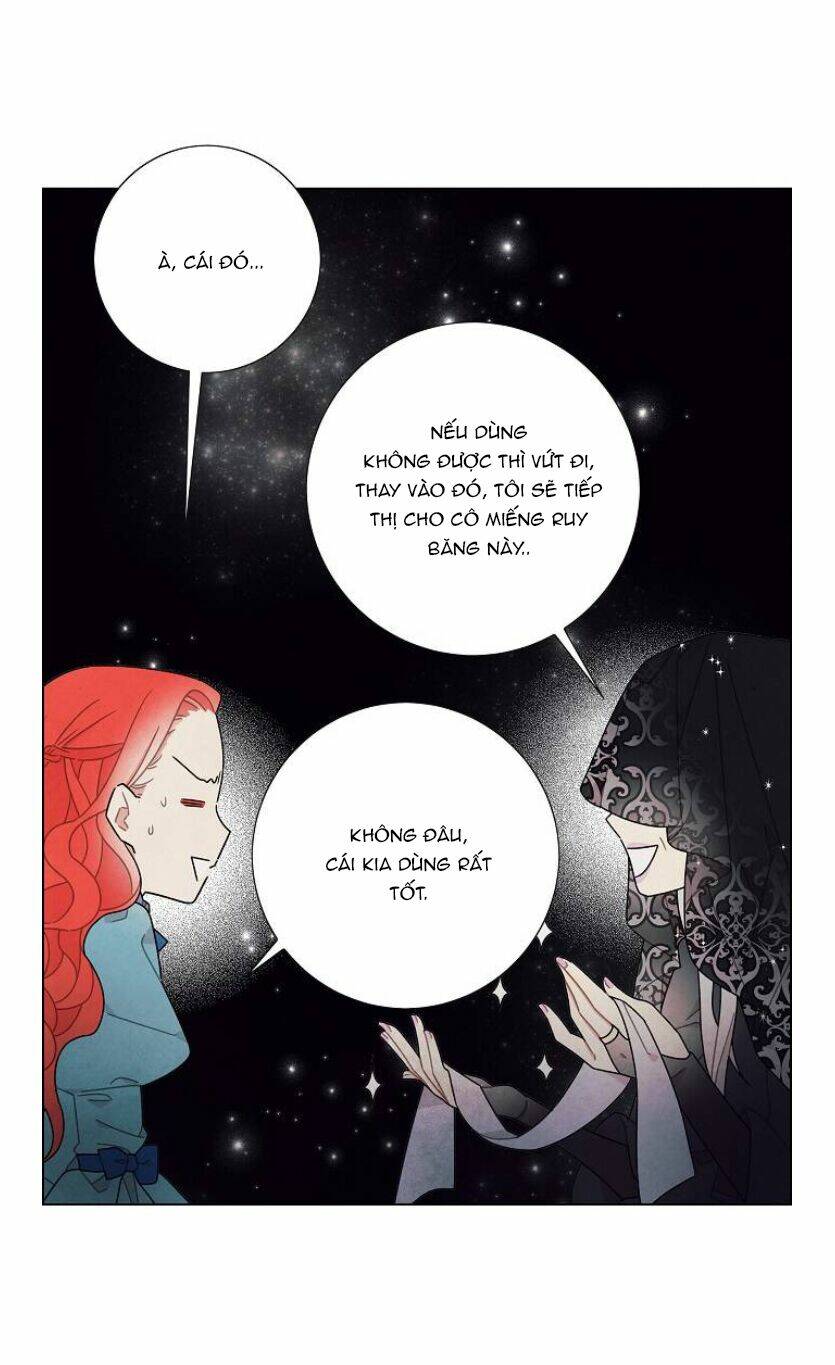 À, CÁI ĐÓ...
NẾU DÙNG
KHÔNG ĐƯỢC THÌ VỨT ĐI,
THAY VÀO ĐÓ, TÔI SẼ TIẾP
THỊ CHO CÔ MIẾNG RUY
BĂNG NÀY..
KHÔNG ĐÂU,
CÁI KIA DÙNG RẤT
TỐT.